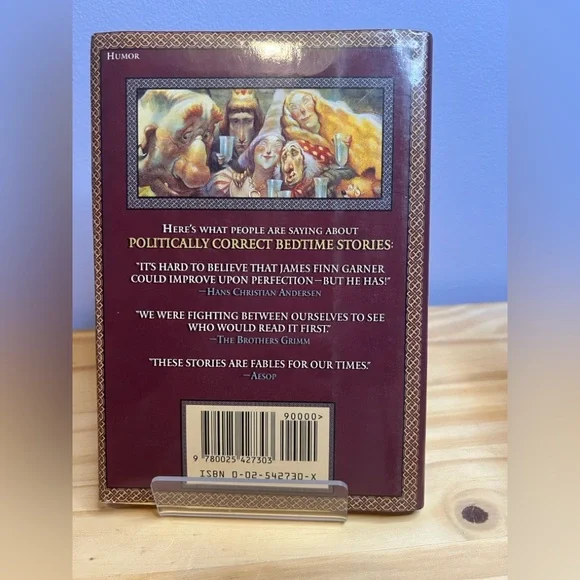 HUMOR
HERE'S WHAT PEOPLE ARE SAYING ABOUT
POLITICALLY CORRECT BEDTIME STORIES:
"IT'S HARD TO BELIEVE THAT JAMES FINN GARNER
COULD IMPROVE UPON PERFECTION—BUT HE HAS!"
—HANS CHRISTIAN ANDERSEN
"WE WERE FIGHTING BETWEEN OURSELVES TO SEE
WHO WOULD READ IT FIRST."
—THE BROTHERS GRIMM
"THESE STORIES ARE FABLES FOR OUR TIMES."
—AESOP
90000>
9 780025 427303
ISBN 0-02-542730-X